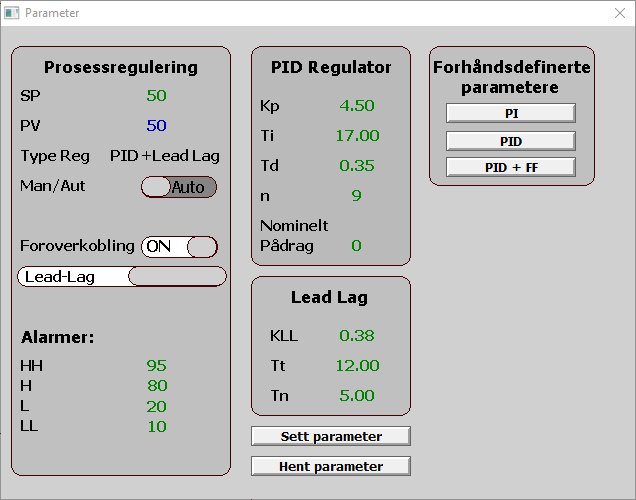 Parameter
Prosessregulering
SP 50
PV 50
Type Reg PID+Lead Lag
Man/Aut Auto
Foroverkobling ON
Lead-Lag
Alarmer:
HH 95
H 80
L 20
LL 10
PID Regulator
Kp 4.50
Ti 17.00
Td 0.35
n 9
Nominelt
Pådrag 0
Lead Lag
KLL 0.38
Tt 12.00
Tn 5.00
Sett parameter
Hent parameter
Forhåndsdefinerte
parametere
PI
PID
PID + FF